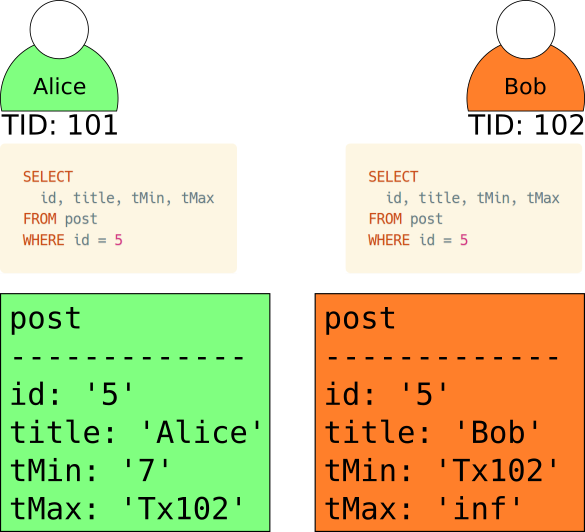 Alice
TID: 101
SELECT
id, title, tMin, tMax
FROM post
WHERE id = 5
post
-------------
id: '5'
title: 'Alice'
tMin: '7'
tMax: 'Tx102'
Bob
TID: 102
SELECT
id, title, tMin, tMax
FROM post
WHERE id = 5
post
-------------
id: '5'
title: 'Bob'
tMin: 'Tx102'
tMax: 'inf'